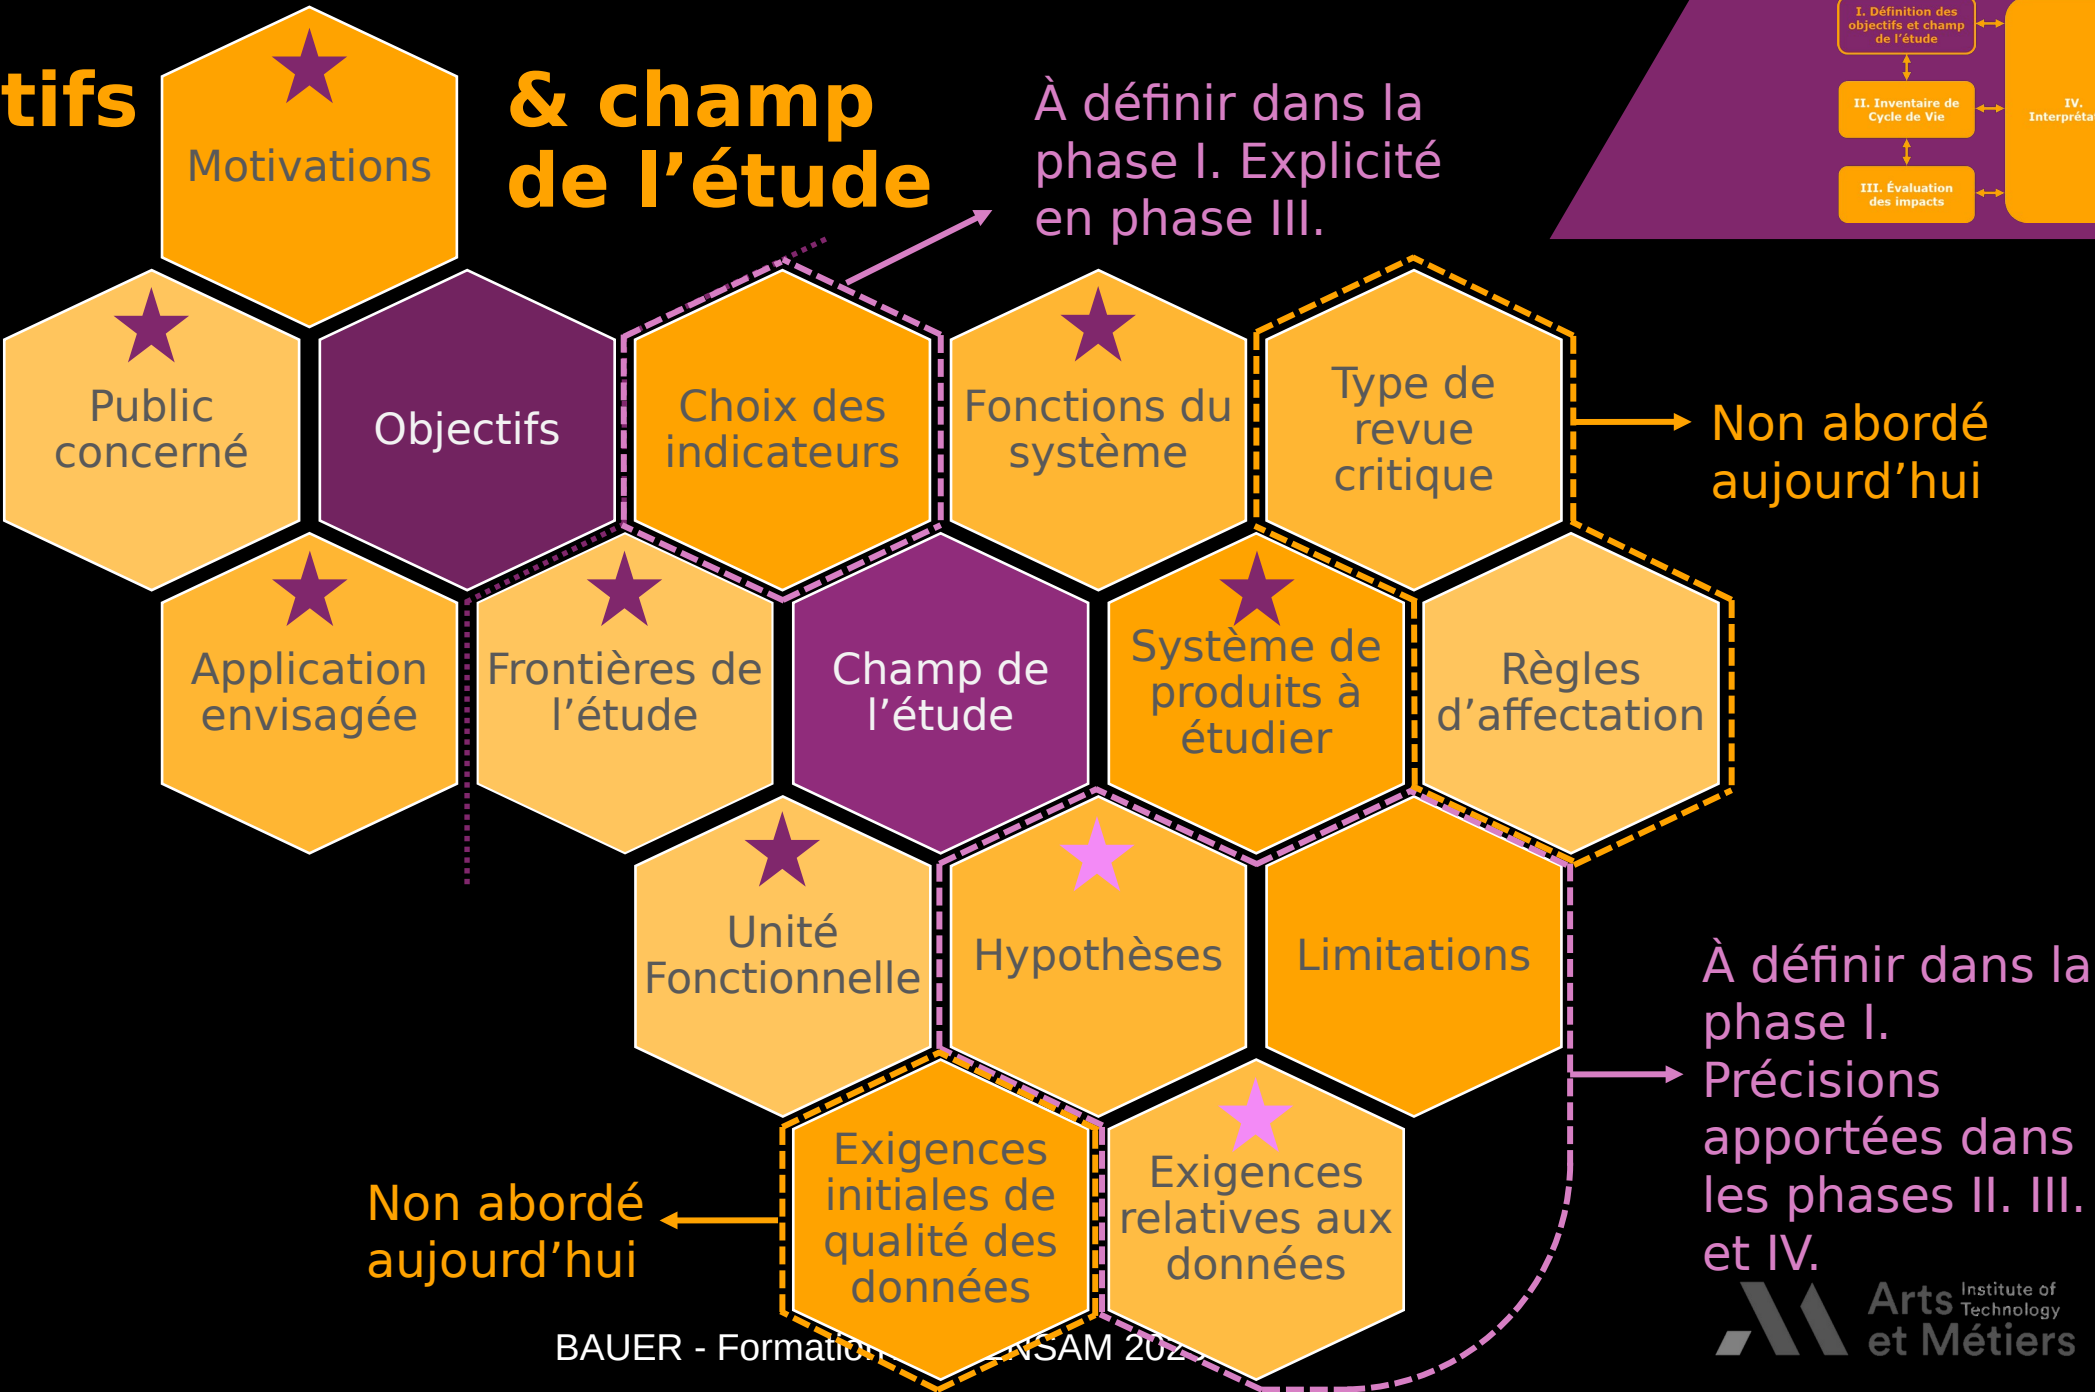 tifs
& champ
de l’étude
À définir dans la
phase I. Explicité
en phase III.
I. Définition des
objectifs et champ
de l’étude
II. Inventaire de
Cycle de Vie
III. Évaluation
des impacts
IV.
Motivations
Public
concerné
Objectifs
Choix des
indicateurs
Fonctions du
système
Type de
revue
critique
Non abordé
aujourd’hui
Application
envisagée
Frontières de
l’étude
Champ de
l’étude
Système de
produits à
étudier
Règles
d’affectation
Unité
Fonctionnelle
Hypothèses
Limitations
À définir dans la
phase I.
Précisions
apportées dans
les phases II. III.
et IV.
Non abordé
aujourd’hui
Exigences
initiales de
qualité des
données
Exigences
relatives aux
données
BAUER - Formation
Arts
et Métiers
Institute of
Technology